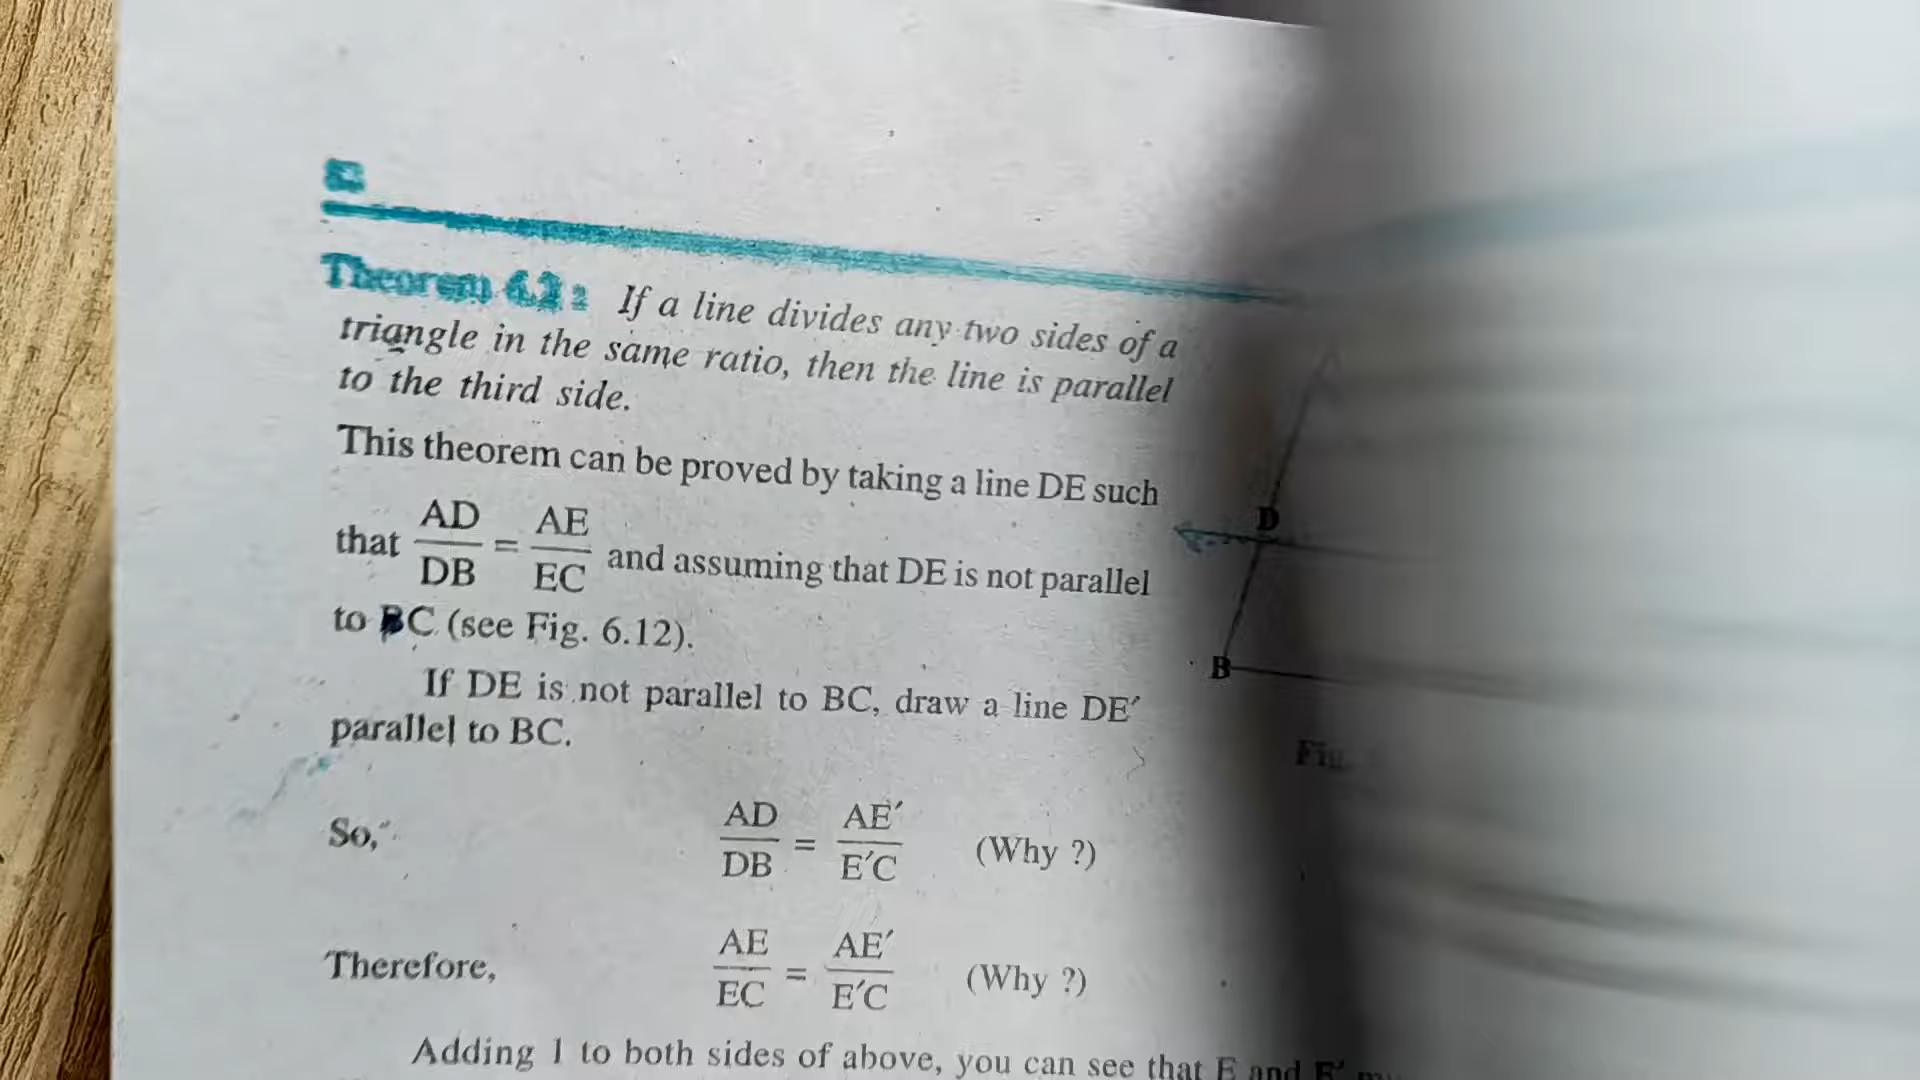 82
Theorem 6.2 : If a line divides any two sides of a
triangle in the same ratio, then the line is parallel
to the third side.
This theorem can be proved by taking a line DE such
that AD/DB = AE/EC and assuming that DE is not parallel
to BC (see Fig. 6.12).
If DE is not parallel to BC, draw a line DE′
parallel to BC.
So, AD/DB = AE′/E′C (Why ?)
Therefore, AE/EC = AE′/E′C (Why ?)
Adding 1 to both sides of above, you can see that E and E′
D
B
Fig.